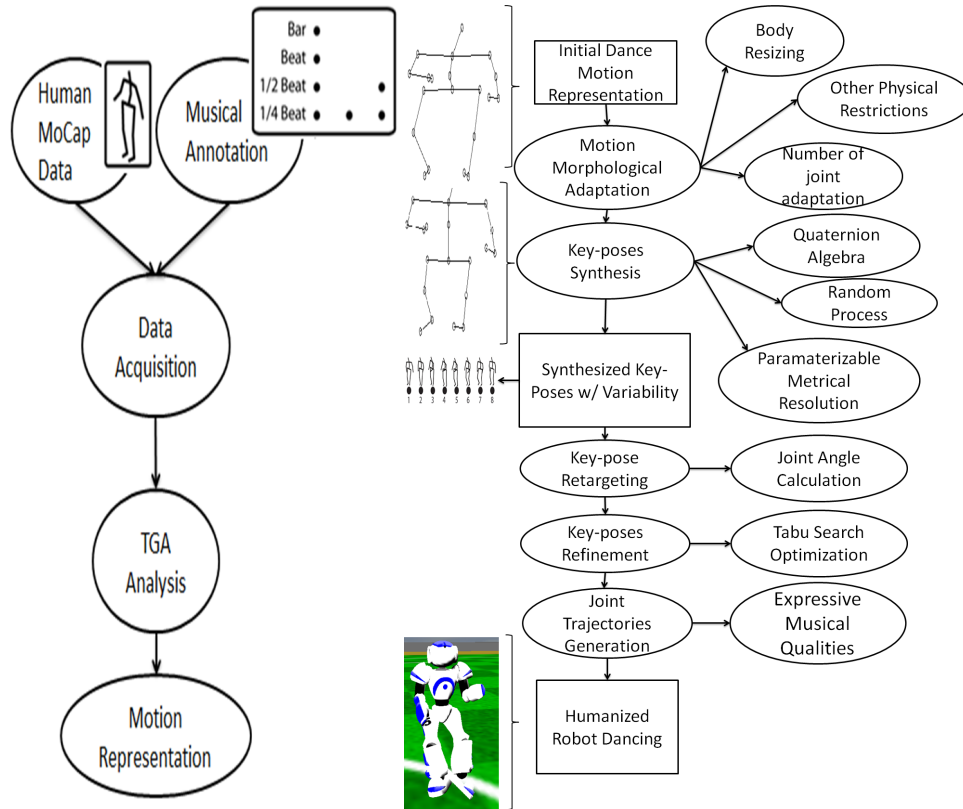 Human
MoCap
Data
Musical
Annotation
Bar
Beat
1/2 Beat
1/4 Beat
Data
Acquisition
TGA
Analysis
Motion
Representation
Initial Dance
Motion
Representation
Motion
Morphological
Adaptation
Body
Resizing
Other Physical
Restrictions
Number of
joint
adaptation
Key-poses
Synthesis
Quaternion
Algebra
Random
Process
Paramaterizable
Metrical
Resolution
Synthesized Key-
Poses w/ Variability
1 2 3 4 5 6 7 8
Key-pose
Retargeting
Joint Angle
Calculation
Key-poses
Refinement
Tabu Search
Optimization
Joint
Trajectories
Generation
Expressive
Musical
Qualities
Humanized
Robot Dancing